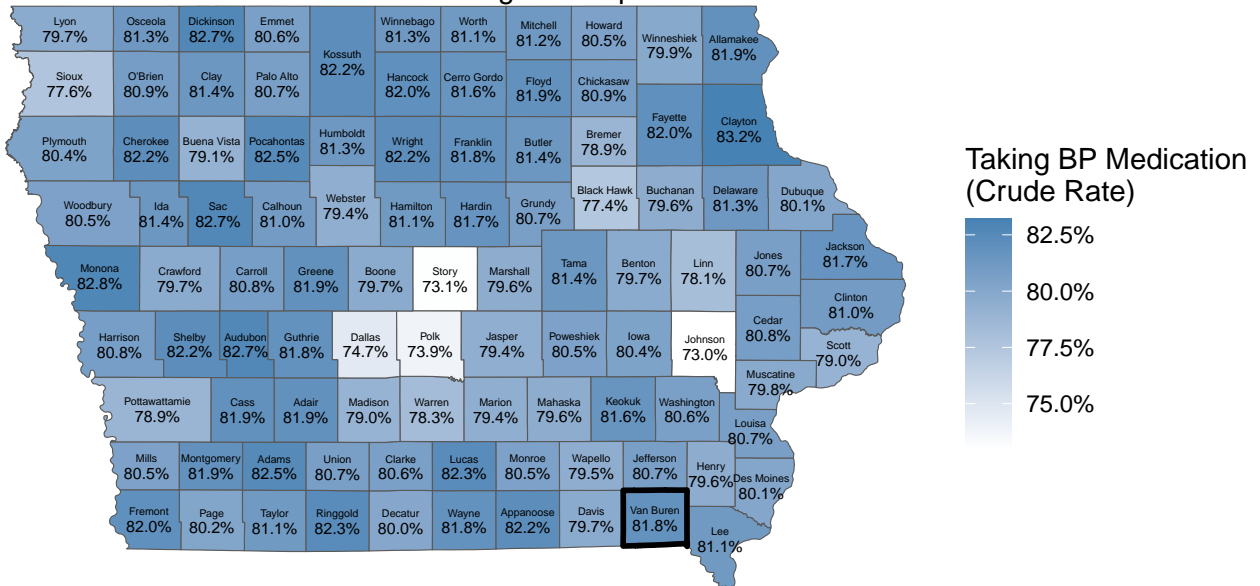 Lyon
79.7%
Osceola
81.3%
Dickinson
82.7%
Emmet
80.6%
Kossuth
82.2%
Winnebago
81.3%
Worth
81.1%
Mitchell
81.2%
Howard
80.5%
Winneshiek
79.9%
Allamakee
81.9%
Sioux
77.6%
O'Brien
80.9%
Clay
81.4%
Palo Alto
80.7%
Hancock
82.0%
Cerro Gordo
81.6%
Floyd
81.9%
Chickasaw
80.9%
Fayette
82.0%
Clayton
83.2%
Plymouth
80.4%
Cherokee
82.2%
Buena Vista
79.1%
Pocahontas
82.5%
Humboldt
81.3%
Wright
82.2%
Franklin
81.8%
Butler
81.4%
Bremer
78.9%
Woodbury
80.5%
Ida
81.4%
Sac
82.7%
Calhoun
81.0%
Webster
79.4%
Hamilton
81.1%
Hardin
81.7%
Grundy
80.7%
Black Hawk
77.4%
Buchanan
79.6%
Delaware
81.3%
Dubuque
80.1%
Monona
82.8%
Crawford
79.7%
Carroll
80.8%
Greene
81.9%
Boone
79.7%
Story
73.1%
Marshall
79.6%
Tama
81.4%
Benton
79.7%
Linn
78.1%
Jones
80.7%
Jackson
81.7%
Clinton
81.0%
Harrison
80.8%
Shelby
82.2%
Audubon
82.7%
Guthrie
81.8%
Dallas
74.7%
Polk
73.9%
Jasper
79.4%
Poweshiek
80.5%
Iowa
80.4%
Johnson
73.0%
Cedar
80.8%
Scott
79.0%
Muscatine
79.8%
Pottawattamie
78.9%
Cass
81.9%
Adair
81.9%
Madison
79.0%
Warren
78.3%
Marion
79.4%
Mahaska
79.6%
Keokuk
81.6%
Washington
80.6%
Louisa
80.7%
Mills
80.5%
Montgomery
81.9%
Adams
82.5%
Union
80.7%
Clarke
80.6%
Lucas
82.3%
Monroe
80.5%
Wapello
79.5%
Jefferson
80.7%
Henry
79.6%
Des Moines
80.1%
Fremont
82.0%
Page
80.2%
Taylor
81.1%
Ringgold
82.3%
Decatur
80.0%
Wayne
81.8%
Appanoose
82.2%
Davis
79.7%
Van Buren
81.8%
Lee
81.1%
Taking BP Medication
(Crude Rate)
82.5%
80.0%
77.5%
75.0%